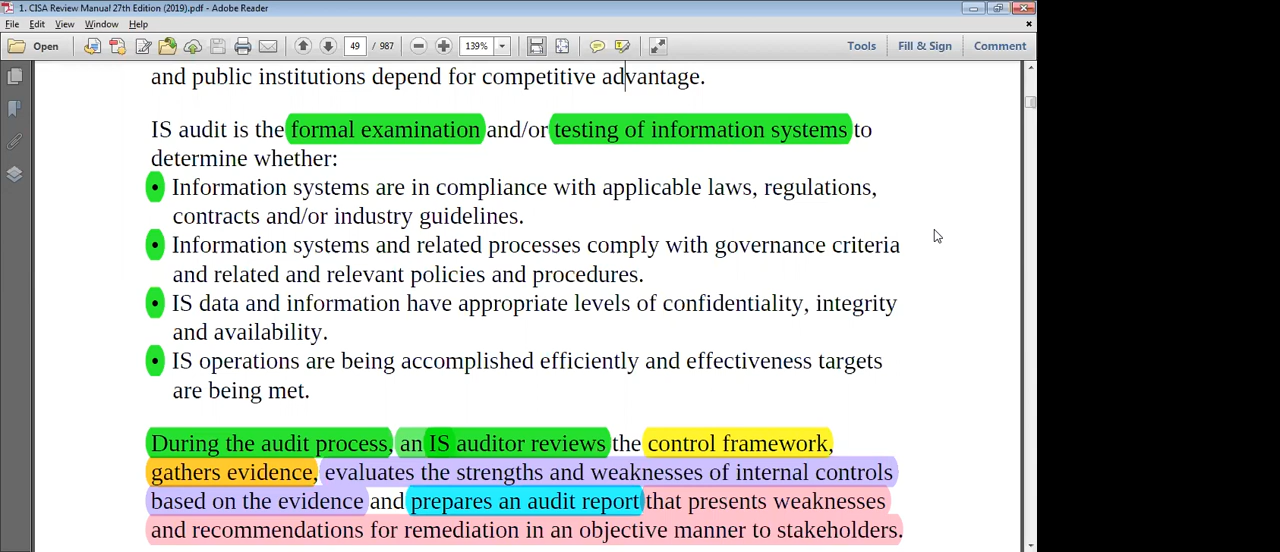 1. CISA Review Manual 27th Edition (2019).pdf - Adobe Reader
File Edit View Window Help
Open 49 / 987 139% Tools Fill & Sign Comment
and public institutions depend for competitive advantage.
IS audit is the formal examination and/or testing of information systems to
determine whether:
• Information systems are in compliance with applicable laws, regulations,
contracts and/or industry guidelines.
• Information systems and related processes comply with governance criteria
and related and relevant policies and procedures.
• IS data and information have appropriate levels of confidentiality, integrity
and availability.
• IS operations are being accomplished efficiently and effectiveness targets
are being met.
During the audit process, an IS auditor reviews the control framework,
gathers evidence, evaluates the strengths and weaknesses of internal controls
based on the evidence and prepares an audit report that presents weaknesses
and recommendations for remediation in an objective manner to stakeholders.